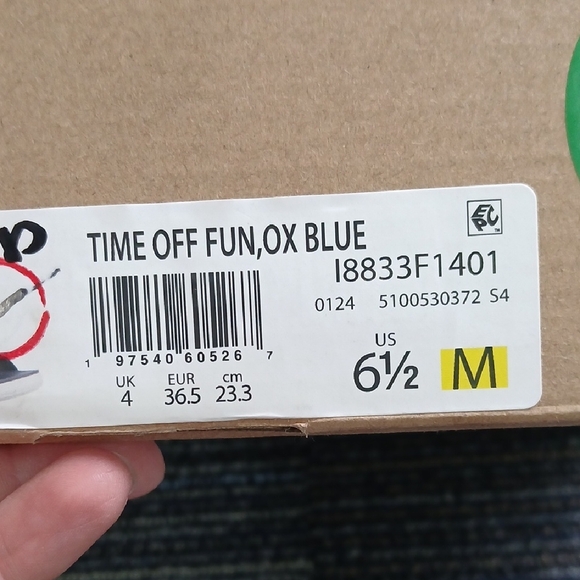 TIME OFF FUN,OX BLUE
EPC™
I8833F1401
0124 5100530372 S4
1 97540 60526 7
UK EUR cm
4 36.5 23.3
US
6½ M